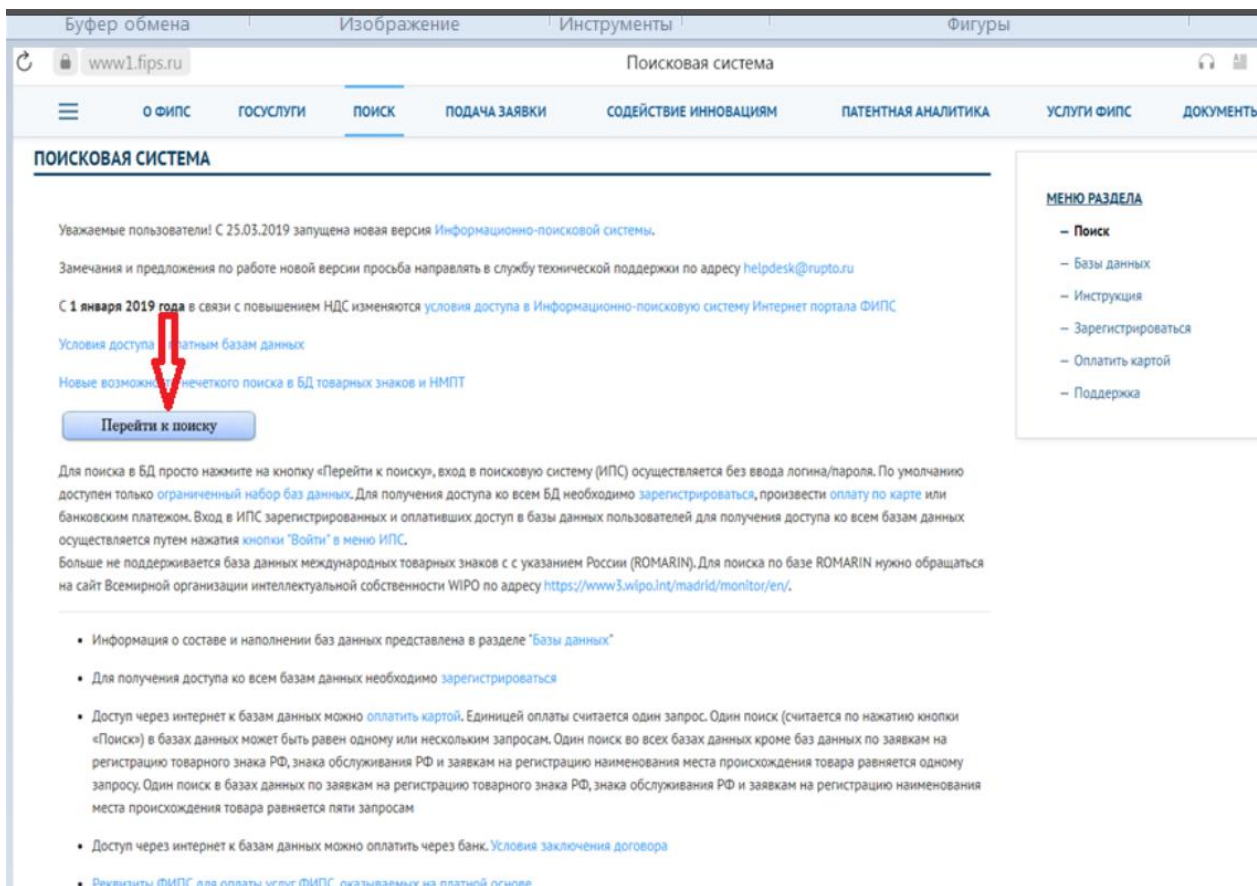 Буфер обмена Изображение Инструменты Фигуры
www1.fips.ru Поисковая система
О ФИПС ГОСУСЛУГИ ПОИСК ПОДАЧА ЗАЯВКИ СОДЕЙСТВИЕ ИННОВАЦИЯМ ПАТЕНТНАЯ АНАЛИТИКА УСЛУГИ ФИПС ДОКУМЕНТЫ
ПОИСКОВАЯ СИСТЕМА
Уважаемые пользователи! С 25.03.2019 запущена новая версия Информационно-поисковой системы.
Замечания и предложения по работе новой версии просьба направлять в службу технической поддержки по адресу helpdesk@rupto.ru
С 1 января 2019 года в связи с повышением НДС изменяются условия доступа в Информационно-поисковую систему Интернет портала ФИПС
Условия доступа платным базам данных
Новые возможности нечеткого поиска в БД товарных знаков и НМПТ
Перейти к поиску
Для поиска в БД просто нажмите на кнопку «Перейти к поиску», вход в поисковую систему (ИПС) осуществляется без ввода логина/пароля. По умолчанию
доступен только ограниченный набор баз данных. Для получения доступа ко всем БД необходимо зарегистрироваться, произвести оплату по карте или
банковским платежом. Вход в ИПС зарегистрированных и оплативших доступ в базы данных пользователей для получения доступа ко всем базам данных
осуществляется путем нажатия кнопки "Войти" в меню ИПС.
Больше не поддерживается база данных международных товарных знаков с с указанием России (ROMARIN). Для поиска по базе ROMARIN нужно обращаться
на сайт Всемирной организации интеллектуальной собственности WIPO по адресу https://www3.wipo.int/madrid/monitor/en/.
• Информация о составе и наполнении баз данных представлена в разделе "Базы данных"
• Для получения доступа ко всем базам данных необходимо зарегистрироваться
• Доступ через интернет к базам данных можно оплатить картой. Единицей оплаты считается один запрос. Один поиск (считается по нажатию кнопки
«Поиск») в базах данных может быть равен одному или нескольким запросам. Один поиск во всех базах данных кроме баз данных по заявкам на
регистрацию товарного знака РФ, знака обслуживания РФ и заявкам на регистрацию наименования места происхождения товара равняется одному
запросу. Один поиск в базах данных по заявкам на регистрацию товарного знака РФ, знака обслуживания РФ и заявкам на регистрацию наименования
места происхождения товара равняется пяти запросам
• Доступ через интернет к базам данных можно оплатить через банк. Условия заключения договора
• Реквизиты ФИПС для оплаты услуг ФИПС, оказываемых на платной основе
МЕНЮ РАЗДЕЛА
– Поиск
– Базы данных
– Инструкция
– Зарегистрироваться
– Оплатить картой
– Поддержка